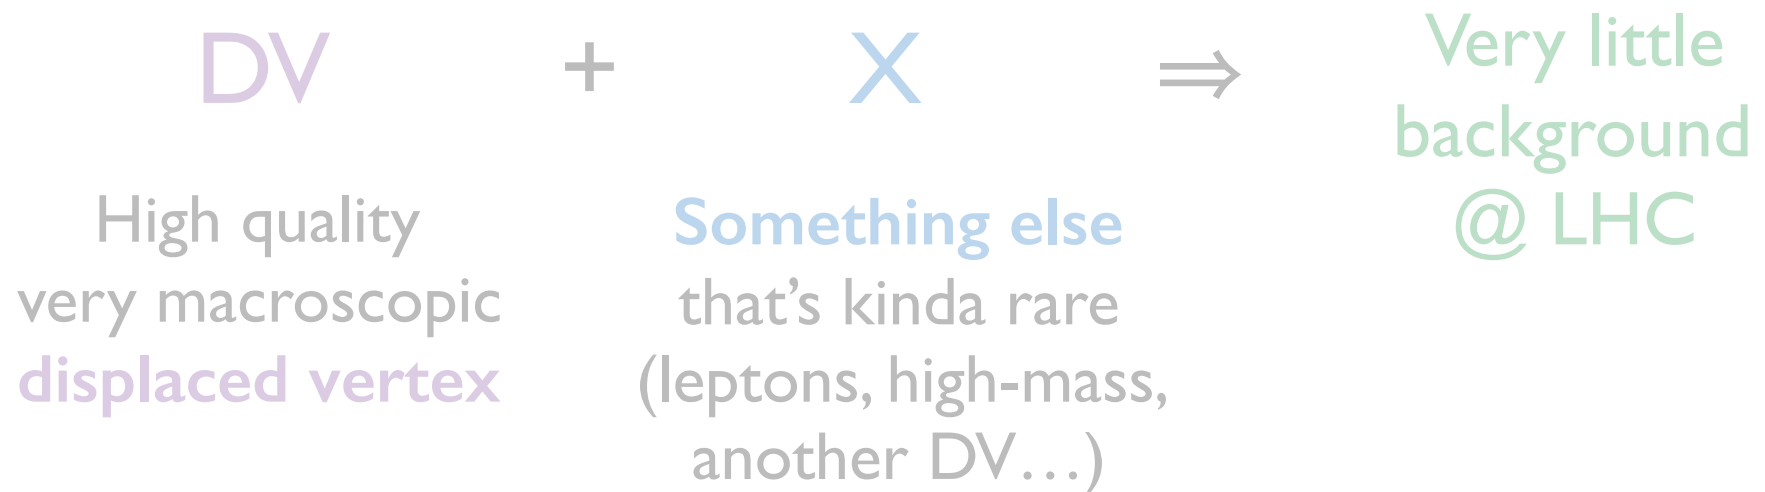 DV + X ⇒ Very little
background
@ LHC
High quality
very macroscopic
displaced vertex
Something else
that's kinda rare
(leptons, high-mass,
another DV…)